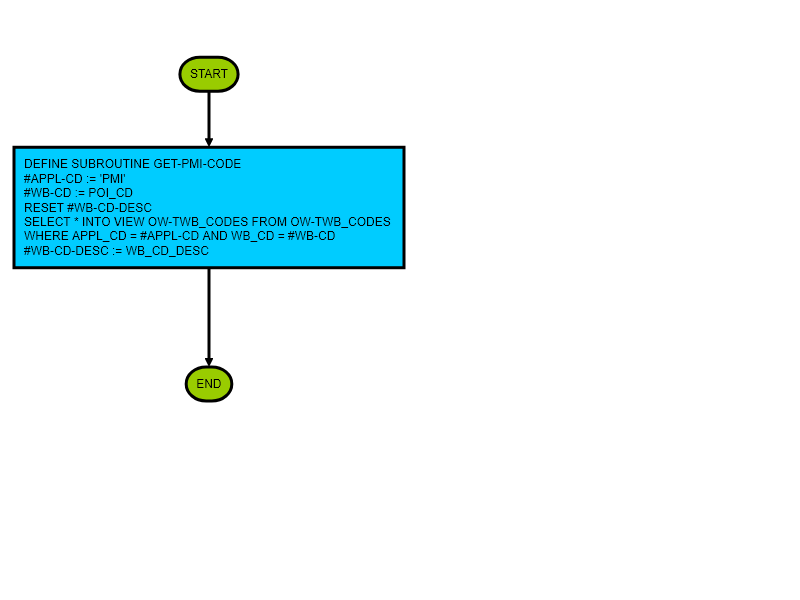 START
DEFINE SUBROUTINE GET-PMI-CODE
#APPL-CD := 'PMI'
#WB-CD := POI_CD
RESET #WB-CD-DESC
SELECT * INTO VIEW OW-TWB_CODES FROM OW-TWB_CODES
WHERE APPL_CD = #APPL-CD AND WB_CD = #WB-CD
#WB-CD-DESC := WB_CD_DESC
END